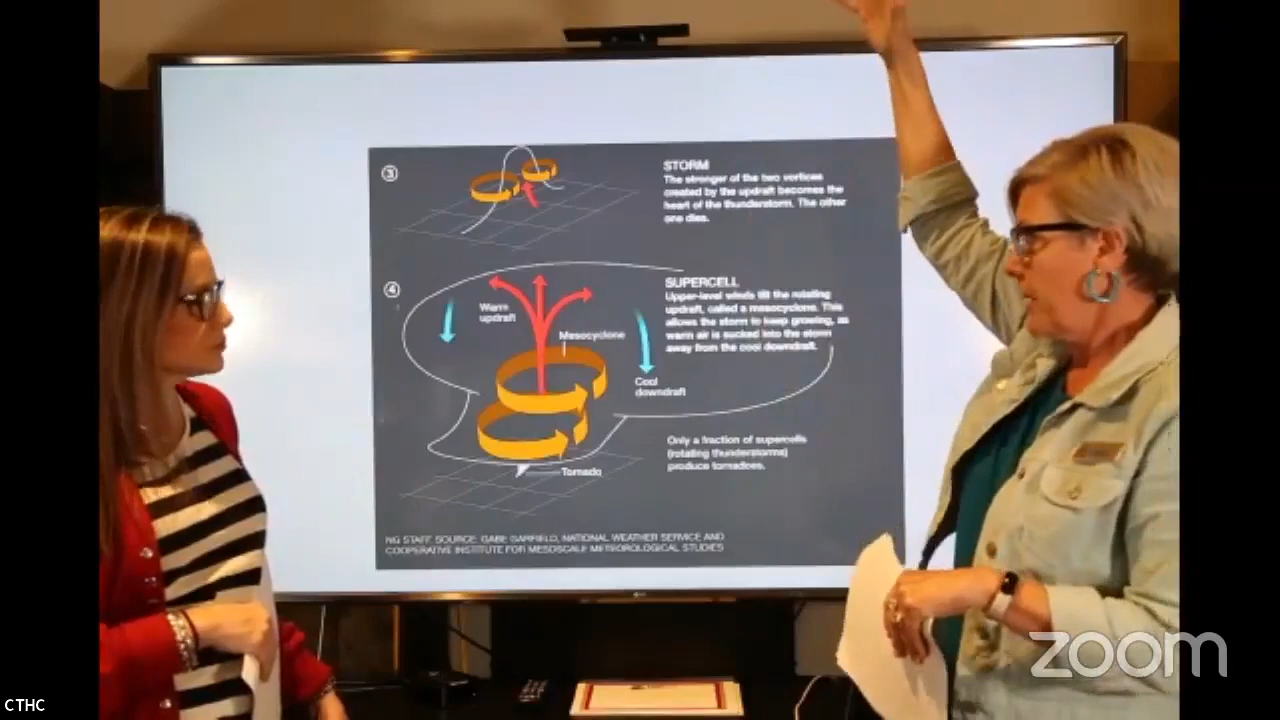 ③
STORM
The stronger of the two vortices
created by the updraft becomes the
heart of the thunderstorm. The other
one dies.
④
SUPERCELL
Upper-level winds tilt the rotating
updraft, called a mesocyclone. This
allows the storm to keep growing, as
warm air is sucked into the storm
away from the cool downdraft.
Warm
updraft
Mesocyclone
Cool
downdraft
Only a fraction of supercells
(rotating thunderstorms)
produce tornadoes.
Tornado
NG STAFF. SOURCE: GABE GARFIELD, NATIONAL WEATHER SERVICE AND
COOPERATIVE INSTITUTE FOR MESOSCALE METEOROLOGICAL STUDIES
zoom
CTHC